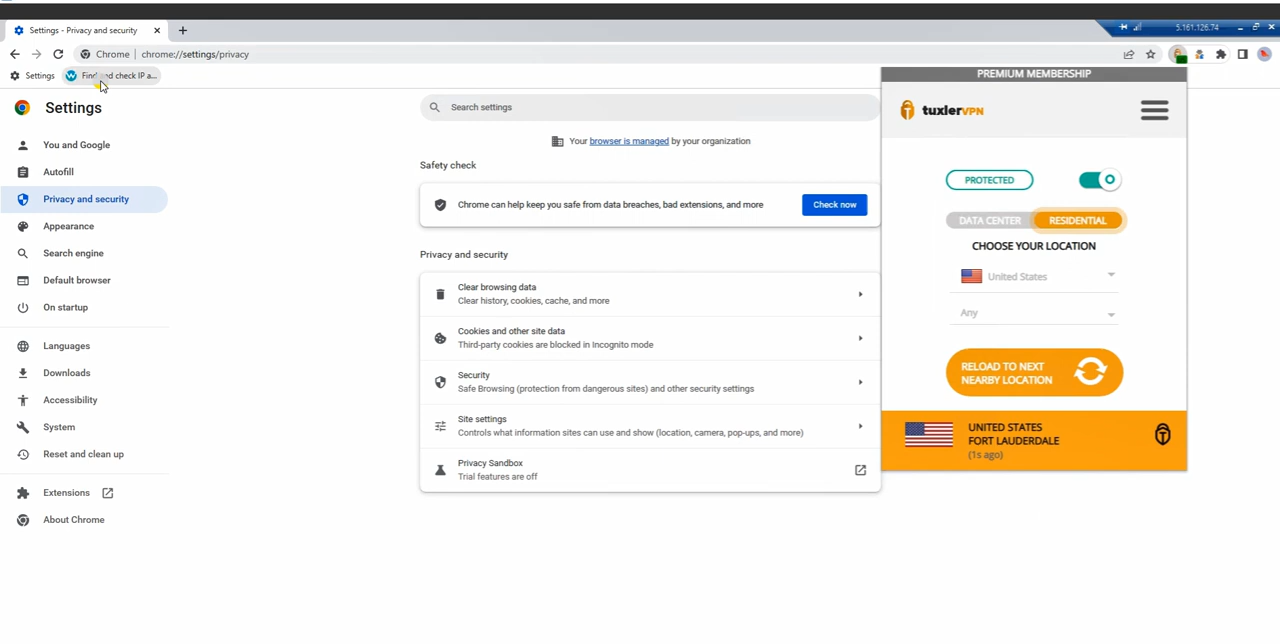 Settings - Privacy and security
5.161.126.74
Chrome | chrome://settings/privacy
Settings
Find and check IP a...
Settings
Search settings
Your browser is managed by your organization
You and Google
Autofill
Privacy and security
Appearance
Search engine
Default browser
On startup
Languages
Downloads
Accessibility
System
Reset and clean up
Extensions
About Chrome
Safety check
Chrome can help keep you safe from data breaches, bad extensions, and more
Check now
Privacy and security
Clear browsing data
Clear history, cookies, cache, and more
Cookies and other site data
Third-party cookies are blocked in Incognito mode
Security
Safe Browsing (protection from dangerous sites) and other security settings
Site settings
Controls what information sites can use and show (location, camera, pop-ups, and more)
Privacy Sandbox
Trial features are off
PREMIUM MEMBERSHIP
tuxlerVPN
PROTECTED
DATA CENTER
RESIDENTIAL
CHOOSE YOUR LOCATION
United States
Any
RELOAD TO NEXT
NEARBY LOCATION
UNITED STATES
FORT LAUDERDALE
(1s ago)